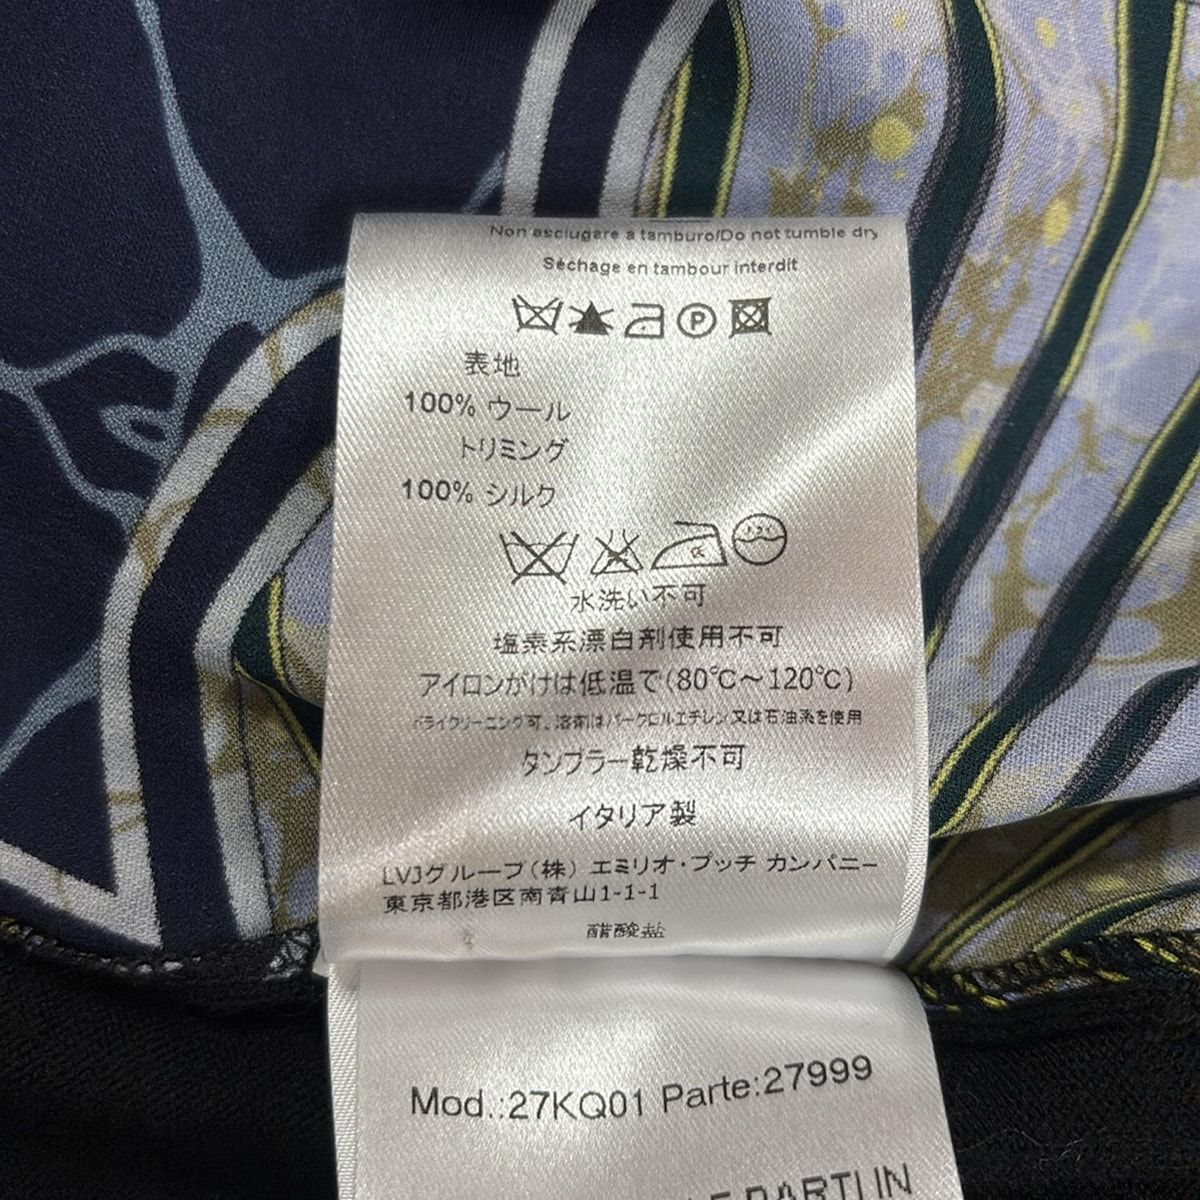 Non asciugare a tamburo/Do not tumble dry
Séchage en tambour interdit
P
表地
100% ウール
トリミング
100% シルク
水洗い不可
塩素系漂白剤使用不可
アイロンがけは低温で(80℃〜120℃)
ドライクリーニング可、溶剤はパークロルエチレン又は石油系を使用
タンブラー乾燥不可
イタリア製
LVJグループ(株) エミリオ・プッチ カンパニー
東京都港区南青山1-1-1
醋酸盐
Mod.:27KQ01 Parte:27999